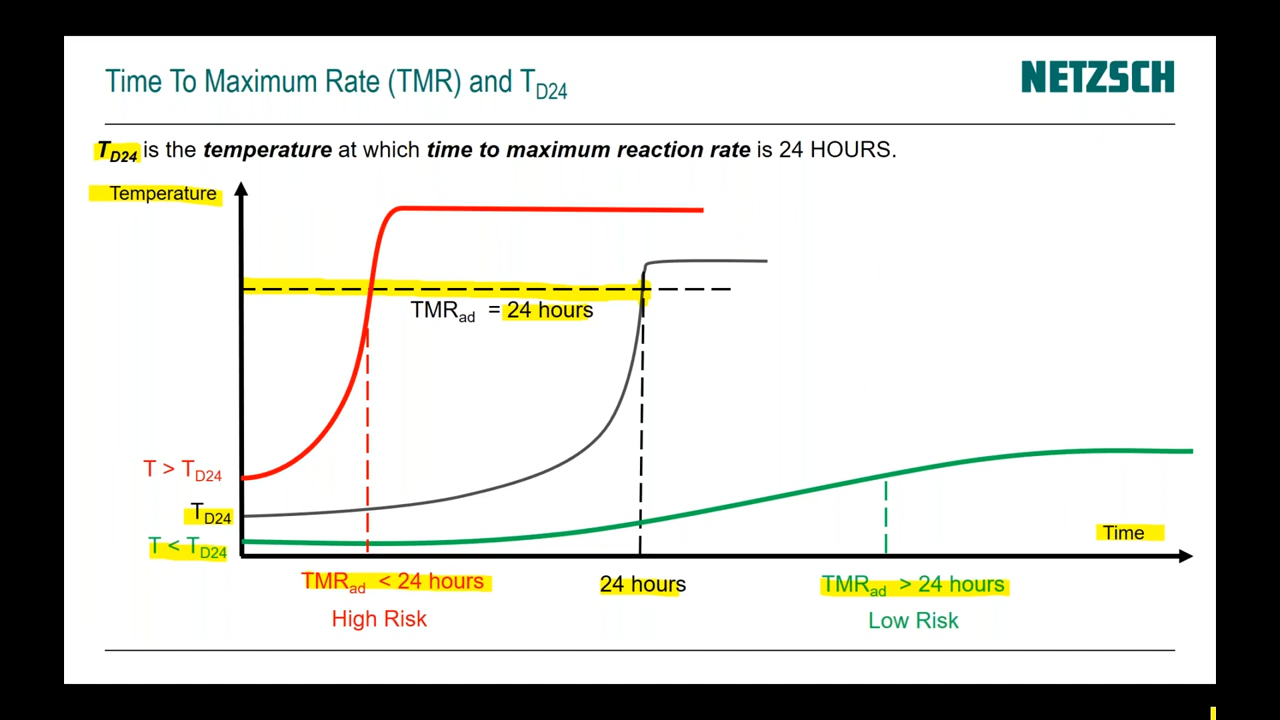 Time To Maximum Rate (TMR) and TD24
NETZSCH
TD24 is the temperature at which time to maximum reaction rate is 24 HOURS.
Temperature
TMRad = 24 hours
T > TD24
TD24
T < TD24
Time
TMRad < 24 hours
24 hours
TMRad > 24 hours
High Risk
Low Risk